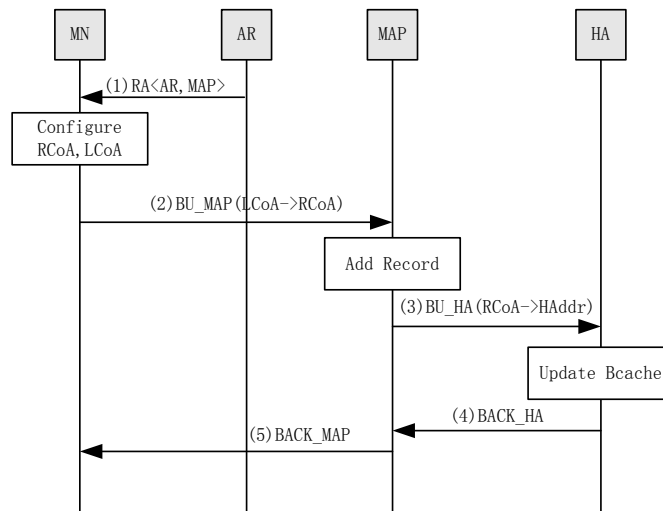 MN
AR
MAP
HA
(1)RA<AR,MAP>
Configure
RCoA,LCoA
(2)BU_MAP(LCoA->RCoA)
Add Record
(3)BU_HA(RCoA->HAddr)
Update Bcache
(4)BACK_HA
(5)BACK_MAP